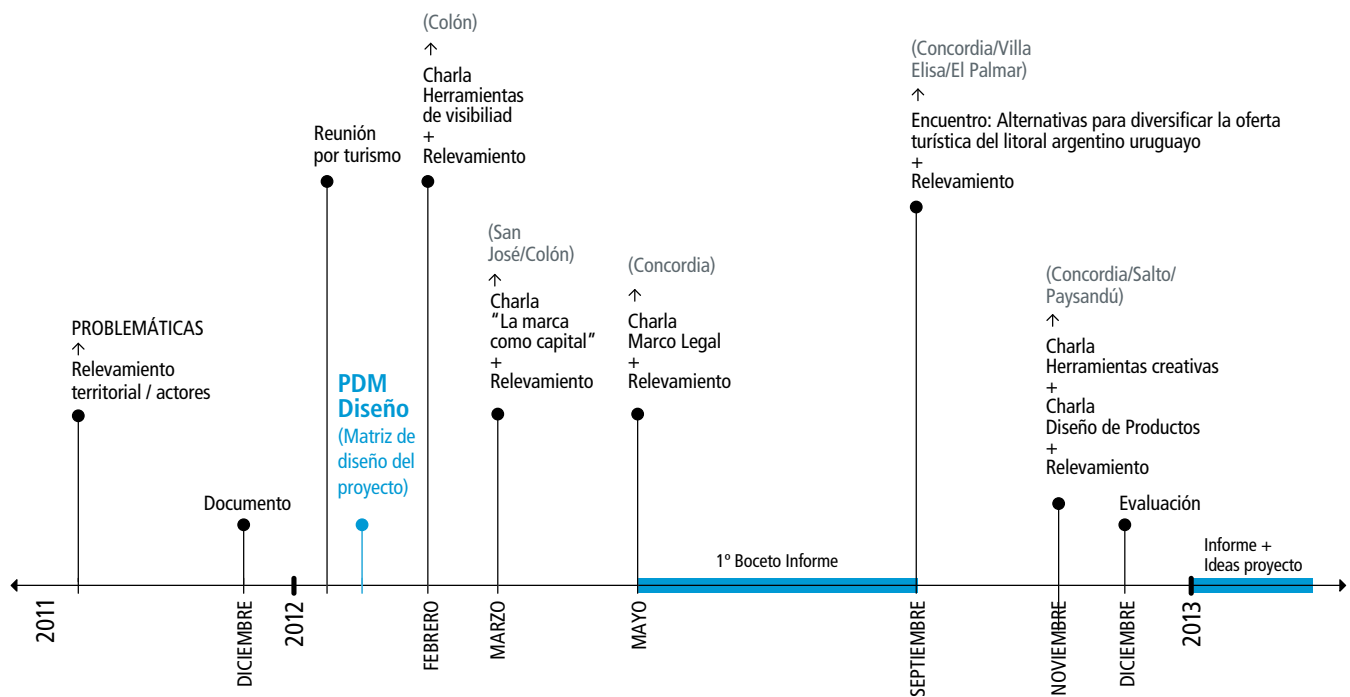 PROBLEMÁTICAS
↑
Relevamiento
territorial / actores
Documento
Reunión
por turismo
PDM
Diseño
(Matriz de
diseño del
proyecto)
(Colón)
↑
Charla
Herramientas
de visibiliad
+
Relevamiento
(San
José/Colón)
↑
Charla
"La marca
como capital"
+
Relevamiento
(Concordia)
↑
Charla
Marco Legal
+
Relevamiento
1º Boceto Informe
(Concordia/Villa
Elisa/El Palmar)
↑
Encuentro: Alternativas para diversificar la oferta
turística del litoral argentino uruguayo
+
Relevamiento
(Concordia/Salto/
Paysandú)
↑
Charla
Herramientas creativas
+
Charla
Diseño de Productos
+
Relevamiento
Evaluación
Informe +
Ideas proyecto
2011
DICIEMBRE
2012
FEBRERO
MARZO
MAYO
SEPTIEMBRE
NOVIEMBRE
DICIEMBRE
2013